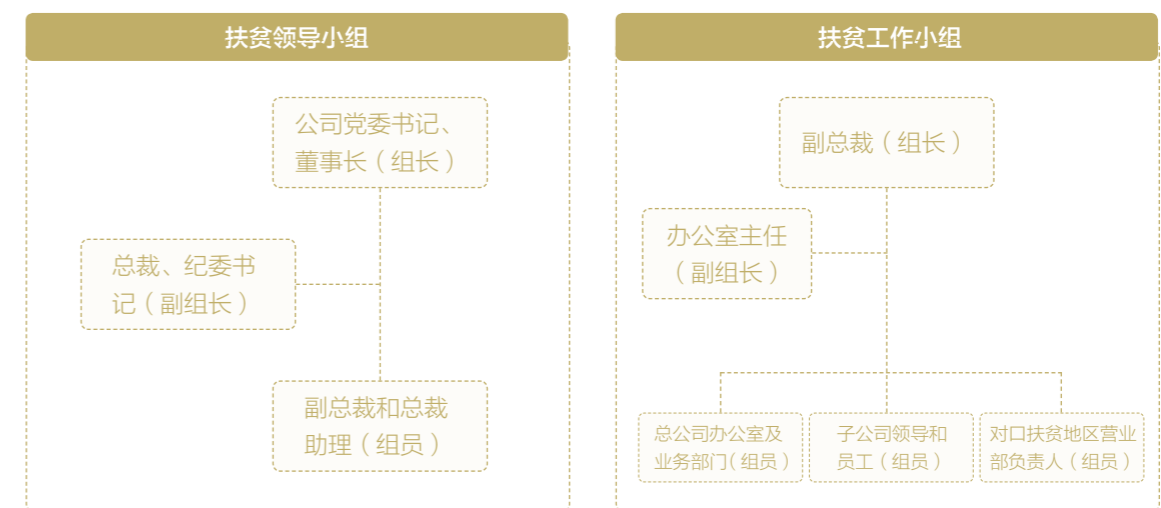 扶贫领导小组
公司党委书记、
董事长（组长）
总裁、纪委书
记（副组长）
副总裁和总裁
助理（组员）
扶贫工作小组
副总裁（组长）
办公室主任
（副组长）
总公司办公室及
业务部门（组员）
子公司领导和
员工（组员）
对口扶贫地区营业
部负责人（组员）